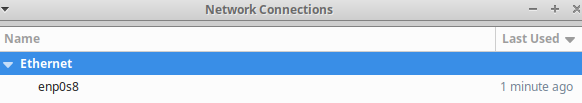 Network Connections
Name Last Used
Ethernet
enp0s8 1 minute ago